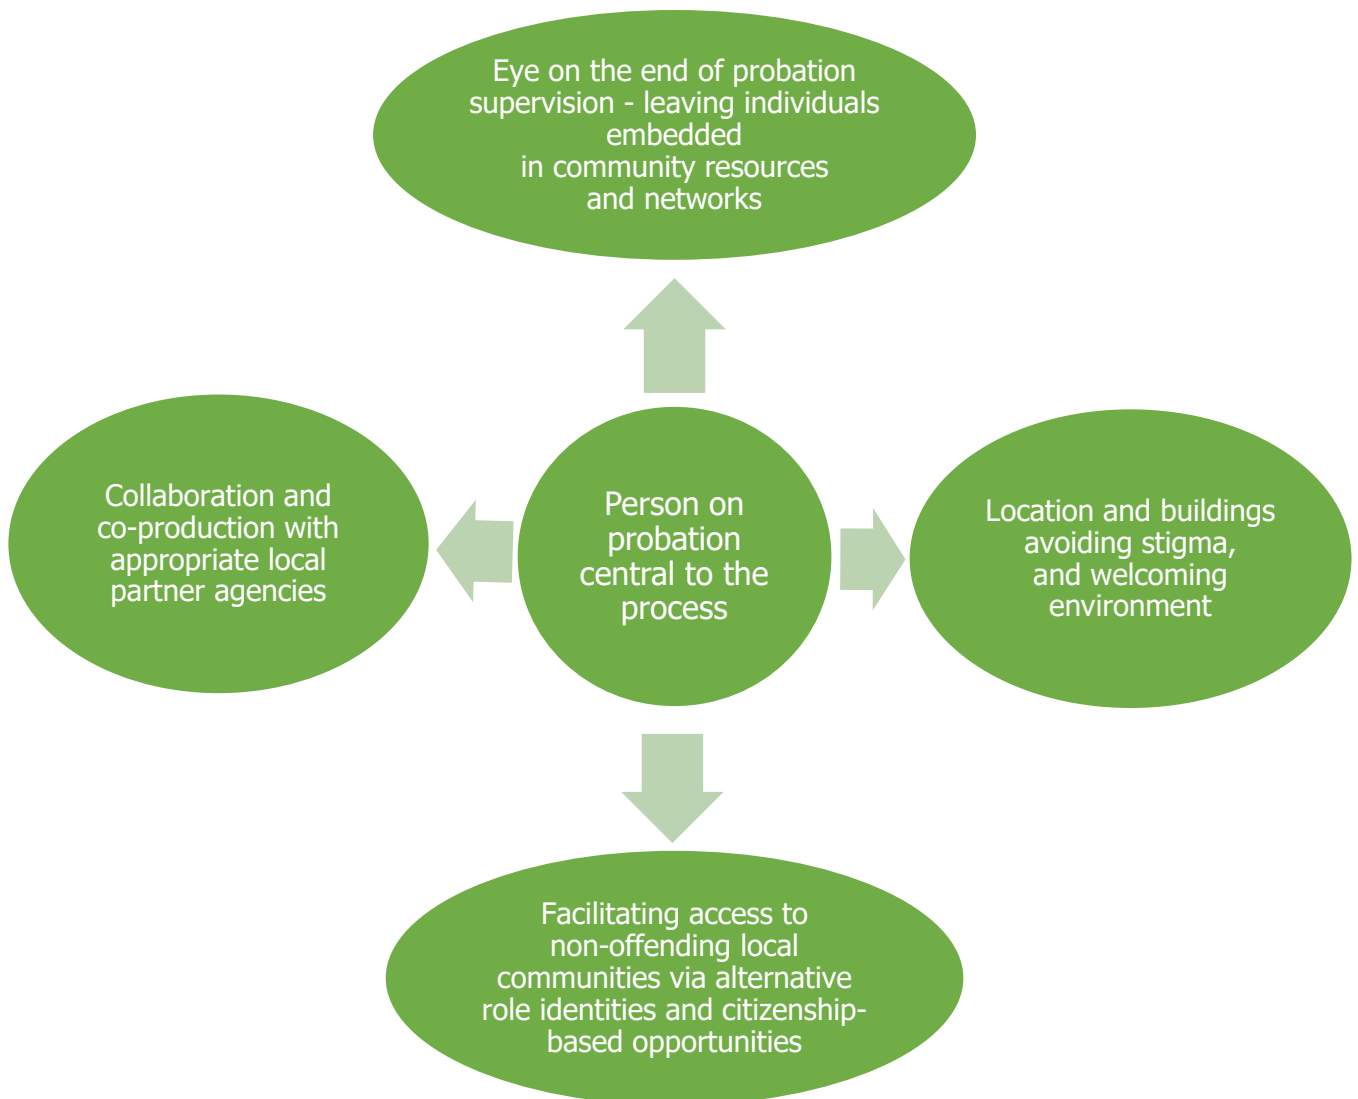 Eye on the end of probation
supervision - leaving individuals
embedded
in community resources
and networks
Collaboration and
co-production with
appropriate local
partner agencies
Person on
probation
central to the
process
Location and buildings
avoiding stigma,
and welcoming
environment
Facilitating access to
non-offending local
communities via alternative
role identities and citizenship-
based opportunities